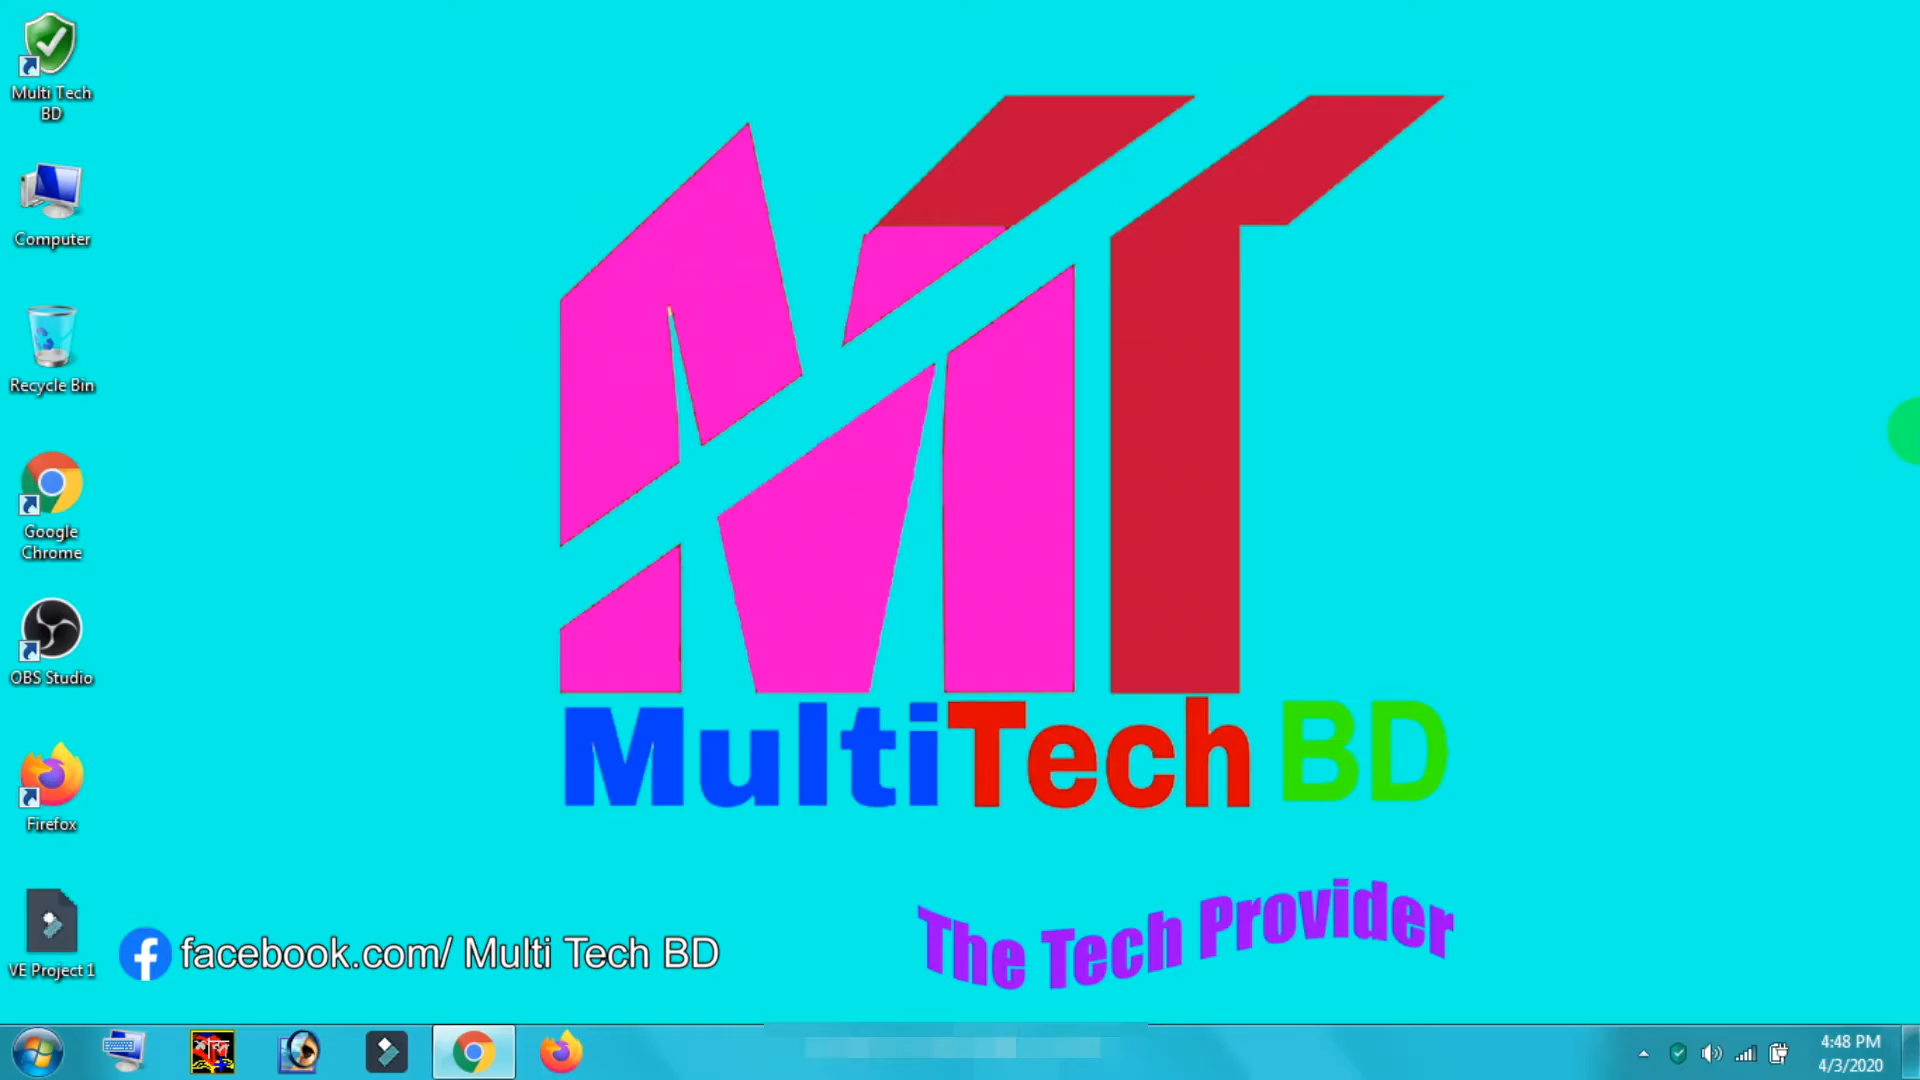 Multi Tech
BD
Computer
Recycle Bin
Google
Chrome
OBS Studio
Firefox
VE Project 1
MT
MultiTech BD
The Tech Provider
facebook.com/ Multi Tech BD
4:48 PM
4/3/2020